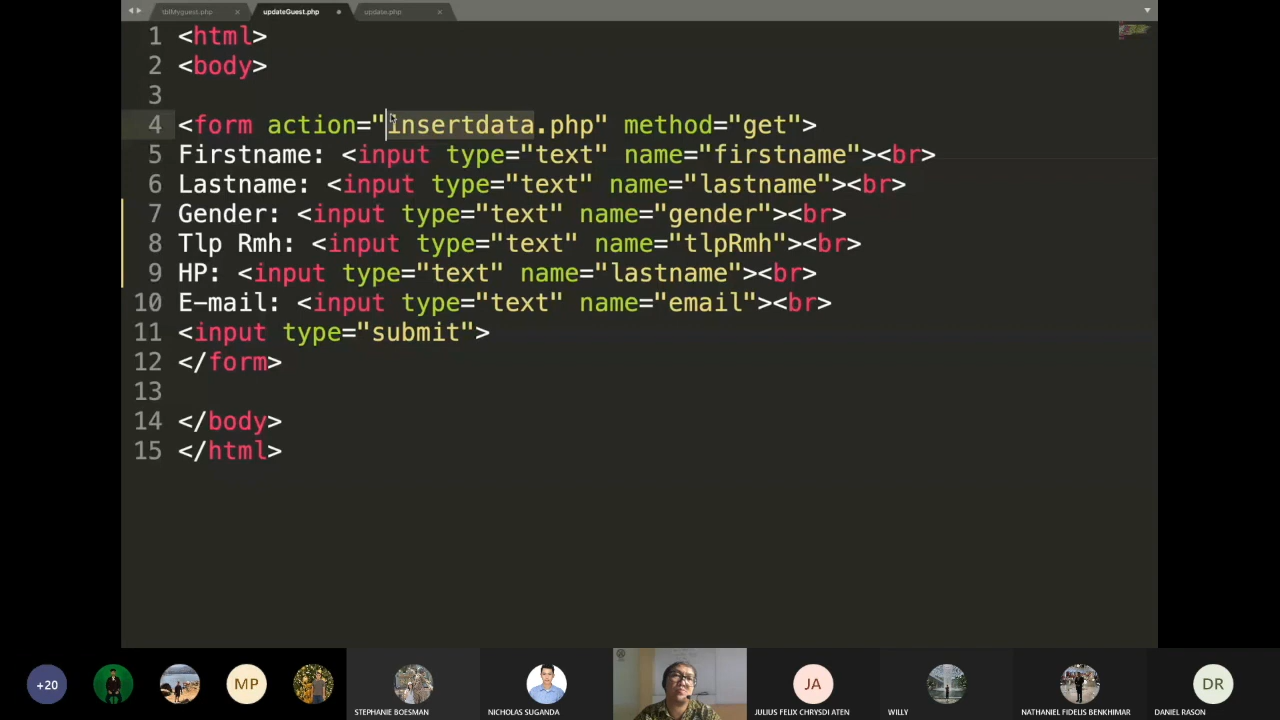 tblMyguest.php × updateGuest.php update.php ×
1 <html>
2 <body>
3
4 <form action="insertdata.php" method="get">
5 Firstname: <input type="text" name="firstname"><br>
6 Lastname: <input type="text" name="lastname"><br>
7 Gender: <input type="text" name="gender"><br>
8 Tlp Rmh: <input type="text" name="tlpRmh"><br>
9 HP: <input type="text" name="lastname"><br>
10 E-mail: <input type="text" name="email"><br>
11 <input type="submit">
12 </form>
13
14 </body>
15 </html>
+20 MP JA DR
STEPHANIE BOESMAN NICHOLAS SUGANDA JULIUS FELIX CHRYSDI ATEN WILLY NATHANIEL FIDELIS BENKHIMAR DANIEL RASON